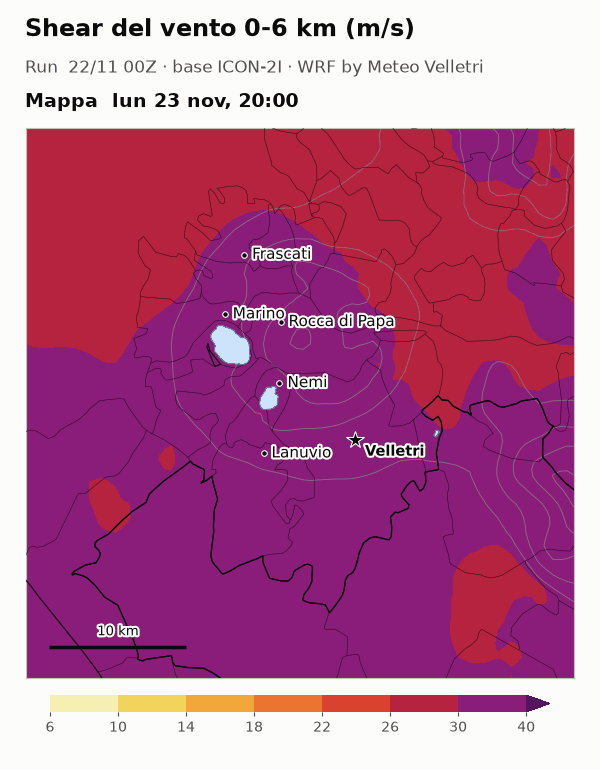 Shear del vento 0-6 km (m/s)
Run  22/11 00Z · base ICON-2I · WRF by Meteo Velletri
Mappa  lun 23 nov, 20:00
Frascati
Marino
Rocca di Papa
Nemi
Velletri
Lanuvio
10 km
6 10 14 18 22 26 30 40